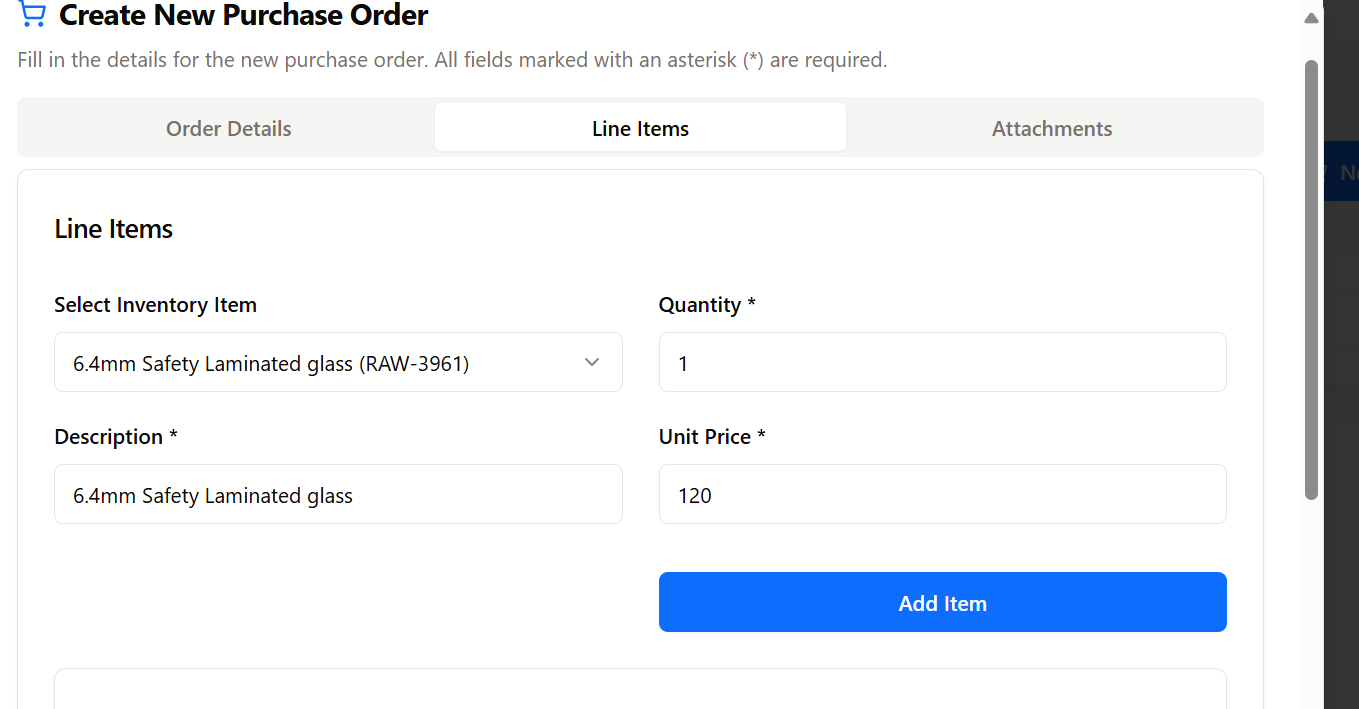 Create New Purchase Order
Fill in the details for the new purchase order. All fields marked with an asterisk (*) are required.
Order Details
Line Items
Attachments
Line Items
Select Inventory Item
Quantity *
6.4mm Safety Laminated glass (RAW-3961)
1
Description *
Unit Price *
6.4mm Safety Laminated glass
120
Add Item